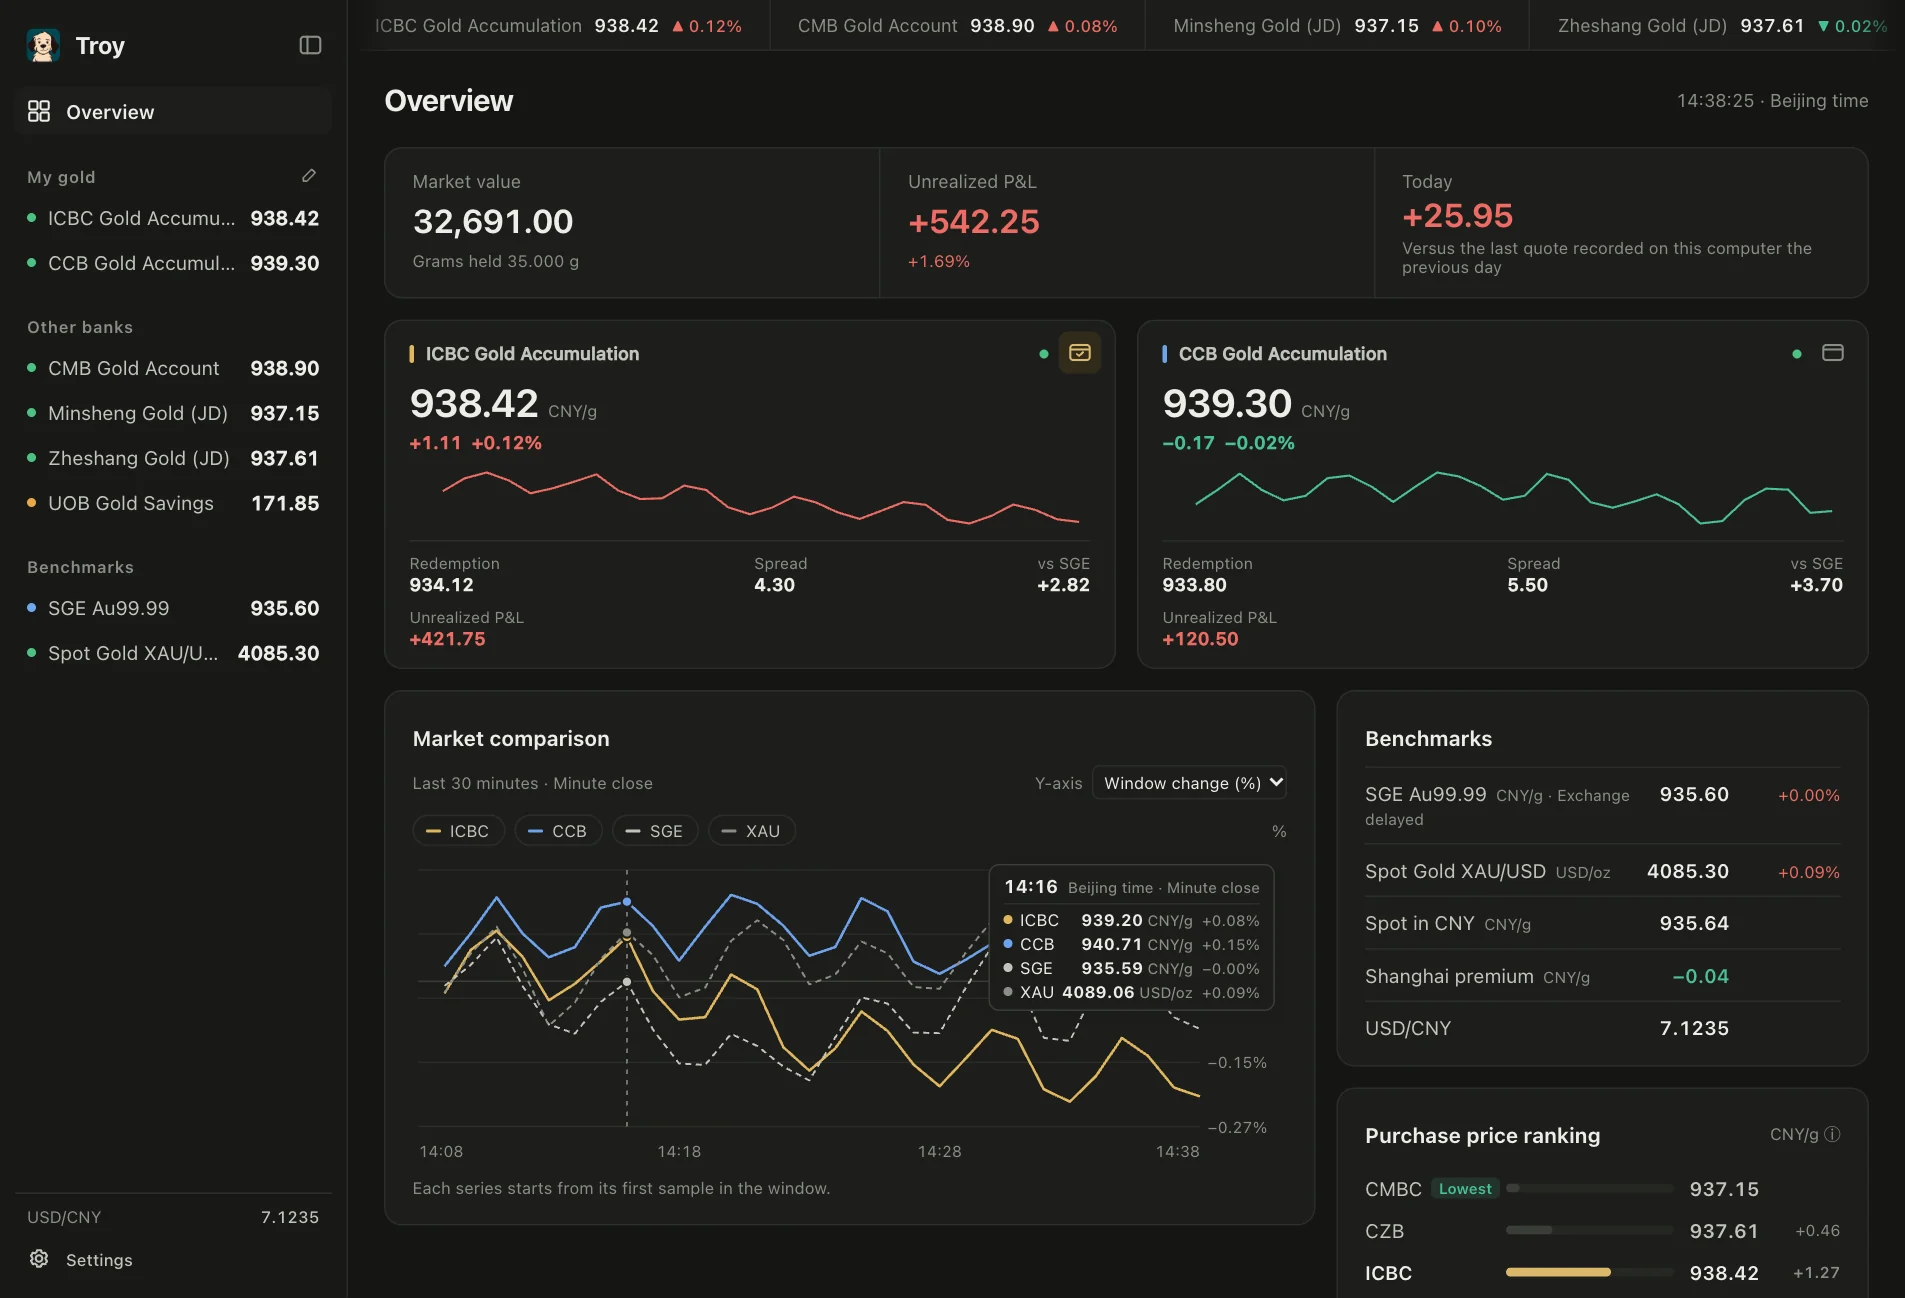 Troy
Overview
My gold
ICBC Gold Accumu... 938.42
CCB Gold Accumul... 939.30
Other banks
CMB Gold Account 938.90
Minsheng Gold (JD) 937.15
Zheshang Gold (JD) 937.61
UOB Gold Savings 171.85
Benchmarks
SGE Au99.99 935.60
Spot Gold XAU/U... 4085.30
USD/CNY 7.1235
Settings
ICBC Gold Accumulation 938.42 ▲ 0.12%
CMB Gold Account 938.90 ▲ 0.08%
Minsheng Gold (JD) 937.15 ▲ 0.10%
Zheshang Gold (JD) 937.61 ▼ 0.02%
Overview
14:38:25 · Beijing time
Market value
32,691.00
Grams held 35.000 g
Unrealized P&L
+542.25
+1.69%
Today
+25.95
Versus the last quote recorded on this computer the
previous day
ICBC Gold Accumulation
938.42 CNY/g
+1.11 +0.12%
Redemption Spread vs SGE
934.12 4.30 +2.82
Unrealized P&L
+421.75
CCB Gold Accumulation
939.30 CNY/g
−0.17 −0.02%
Redemption Spread vs SGE
933.80 5.50 +3.70
Unrealized P&L
+120.50
Market comparison
Last 30 minutes · Minute close
Y-axis Window change (%)
ICBC CCB SGE XAU %
14:16 Beijing time · Minute close
ICBC 939.20 CNY/g +0.08%
CCB 940.71 CNY/g +0.15%
SGE 935.59 CNY/g −0.00%
XAU 4089.06 USD/oz +0.09%
−0.15%
−0.27%
14:08 14:18 14:28 14:38
Each series starts from its first sample in the window.
Benchmarks
SGE Au99.99 CNY/g · Exchange 935.60 +0.00%
delayed
Spot Gold XAU/USD USD/oz 4085.30 +0.09%
Spot in CNY CNY/g 935.64
Shanghai premium CNY/g −0.04
USD/CNY 7.1235
Purchase price ranking CNY/g
CMBC Lowest 937.15
CZB 937.61 +0.46
ICBC 938.42 +1.27